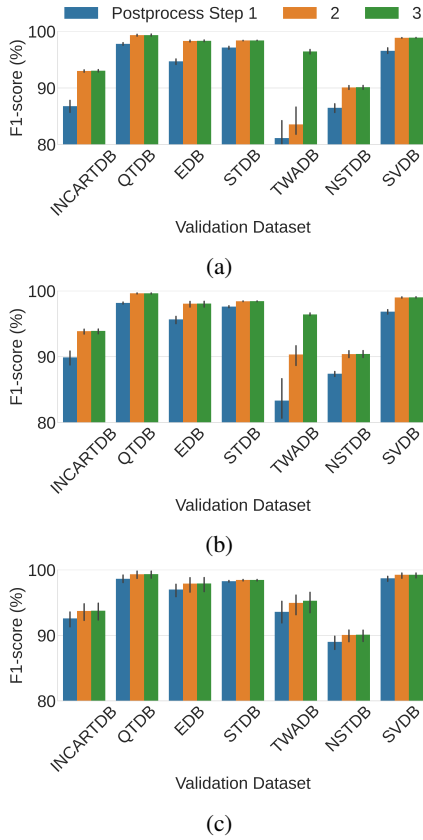 Postprocess Step 1 2 3
F1-score (%)
100
90
80
INCARTDB QTDB EDB STDB TWADB NSTDB SVDB
Validation Dataset
(a)
F1-score (%)
100
90
80
INCARTDB QTDB EDB STDB TWADB NSTDB SVDB
Validation Dataset
(b)
F1-score (%)
100
90
80
INCARTDB QTDB EDB STDB TWADB NSTDB SVDB
Validation Dataset
(c)